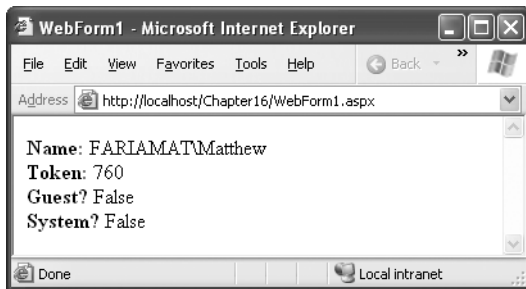 WebForm1 - Microsoft Internet Explorer
File Edit View Favorites Tools Help Back »
Address http://localhost/Chapter16/WebForm1.aspx
Name: FARIAMAT\Matthew
Token: 760
Guest? False
System? False
Done Local intranet